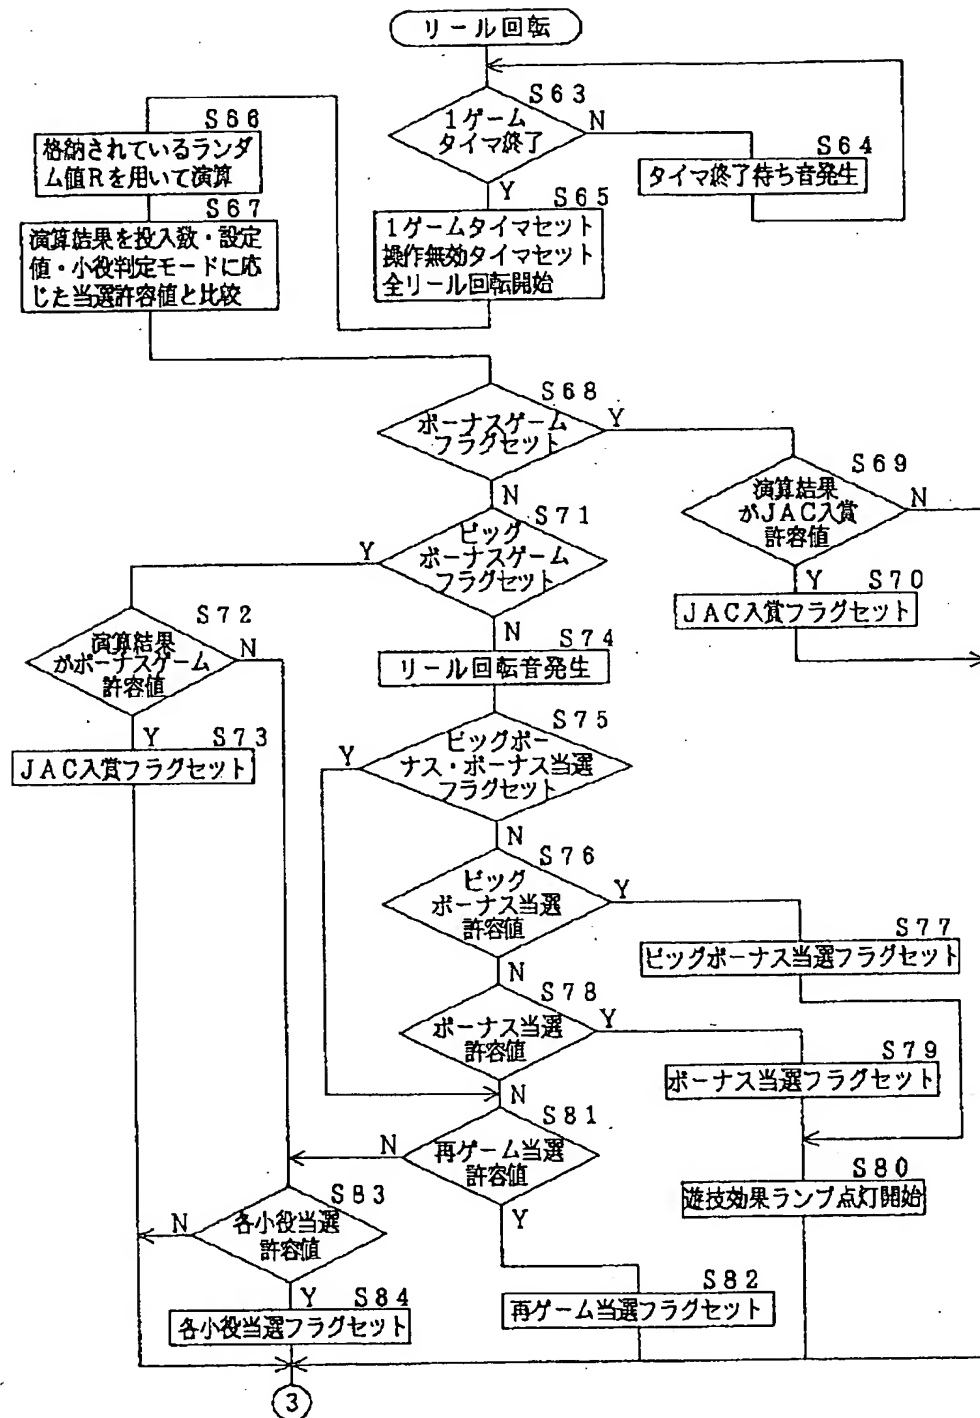 リール回転
S63
1ゲーム
タイマ終了
N
Y
S64
タイマ終了待ち音発生
S65
1ゲームタイマセット
操作無効タイマセット
全リール回転開始
S66
格納されているランダ
ム値Rを用いて演算
S67
演算結果を投入数・設定
値・小役判定モードに応
じた当選許容値と比較
S68
ボーナスゲーム
フラグセット
Y
N
S69
演算結果
がJAC入賞
許容値
N
Y
S70
JAC入賞フラグセット
S71
ビッグ
ボーナスゲーム
フラグセット
Y
N
S72
演算結果
がボーナスゲーム
許容値
N
Y
S73
JAC入賞フラグセット
S74
リール回転音発生
S75
ビッグボー
ナス・ボーナス当選
フラグセット
Y
N
S76
ビッグ
ボーナス当選
許容値
Y
N
S77
ビッグボーナス当選フラグセット
S78
ボーナス当選
許容値
Y
N
S79
ボーナス当選フラグセット
S80
遊技効果ランプ点灯開始
S81
再ゲーム当選
許容値
N
Y
S82
再ゲーム当選フラグセット
S83
各小役当選
許容値
N
Y
S84
各小役当選フラグセット
3